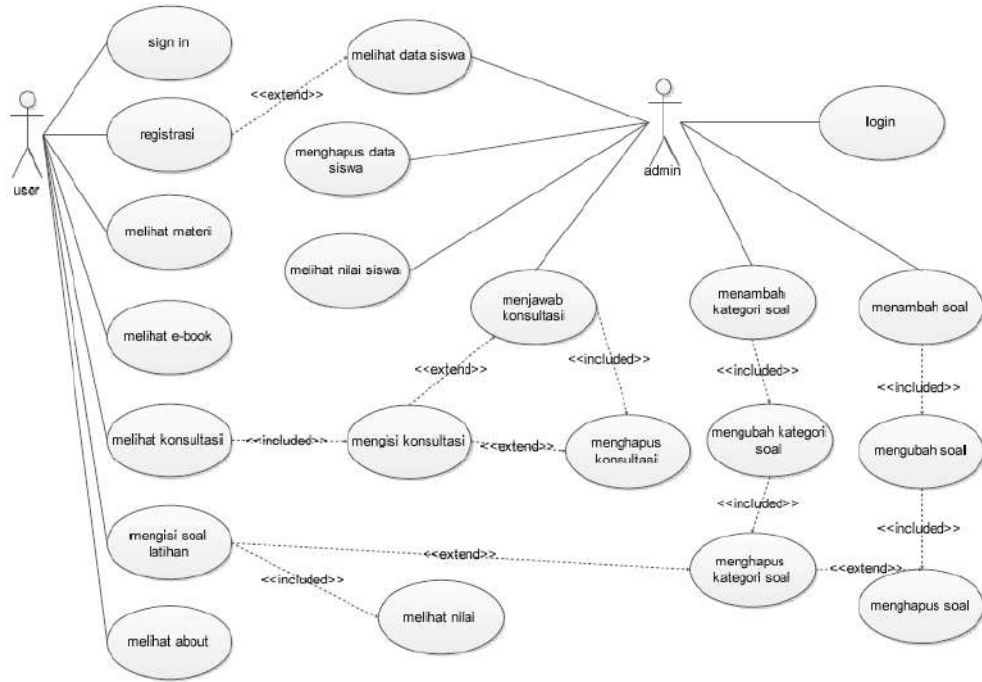 sign in
melihat data siswa
<<extend>>
user
registrasi
admin
login
menghapus data
siswa
melihat materi
melihat nilai siswa
menjawab
konsultasi
menambah
kategori soal
menambah soal
melihat e-book
<<extend>>
<<included>>
<<included>>
<<included>>
melihat konsultasi
<<included>>
mengisi konsultasi
<<extend>>
menghapus
konsultasi
mengubah kategori
soal
mengubah soal
<<included>>
<<included>>
mengisi soal
latihan
<<extend>>
menghapus
kategori soal
<<extend>>
<<included>>
melihat nilai
menghapus soal
melihat about